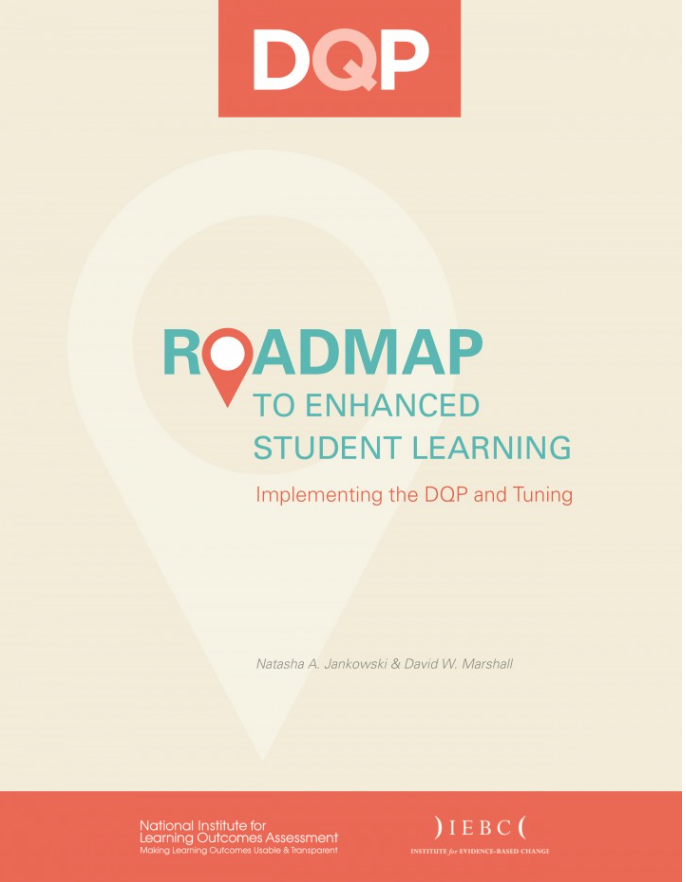 DQP
ROADMAP
TO ENHANCED
STUDENT LEARNING
Implementing the DQP and Tuning
Natasha A. Jankowski & David W. Marshall
National Institute for
Learning Outcomes Assessment
Making Learning Outcomes Usable & Transparent
)IEBC(
INSTITUTE for EVIDENCE-BASED CHANGE